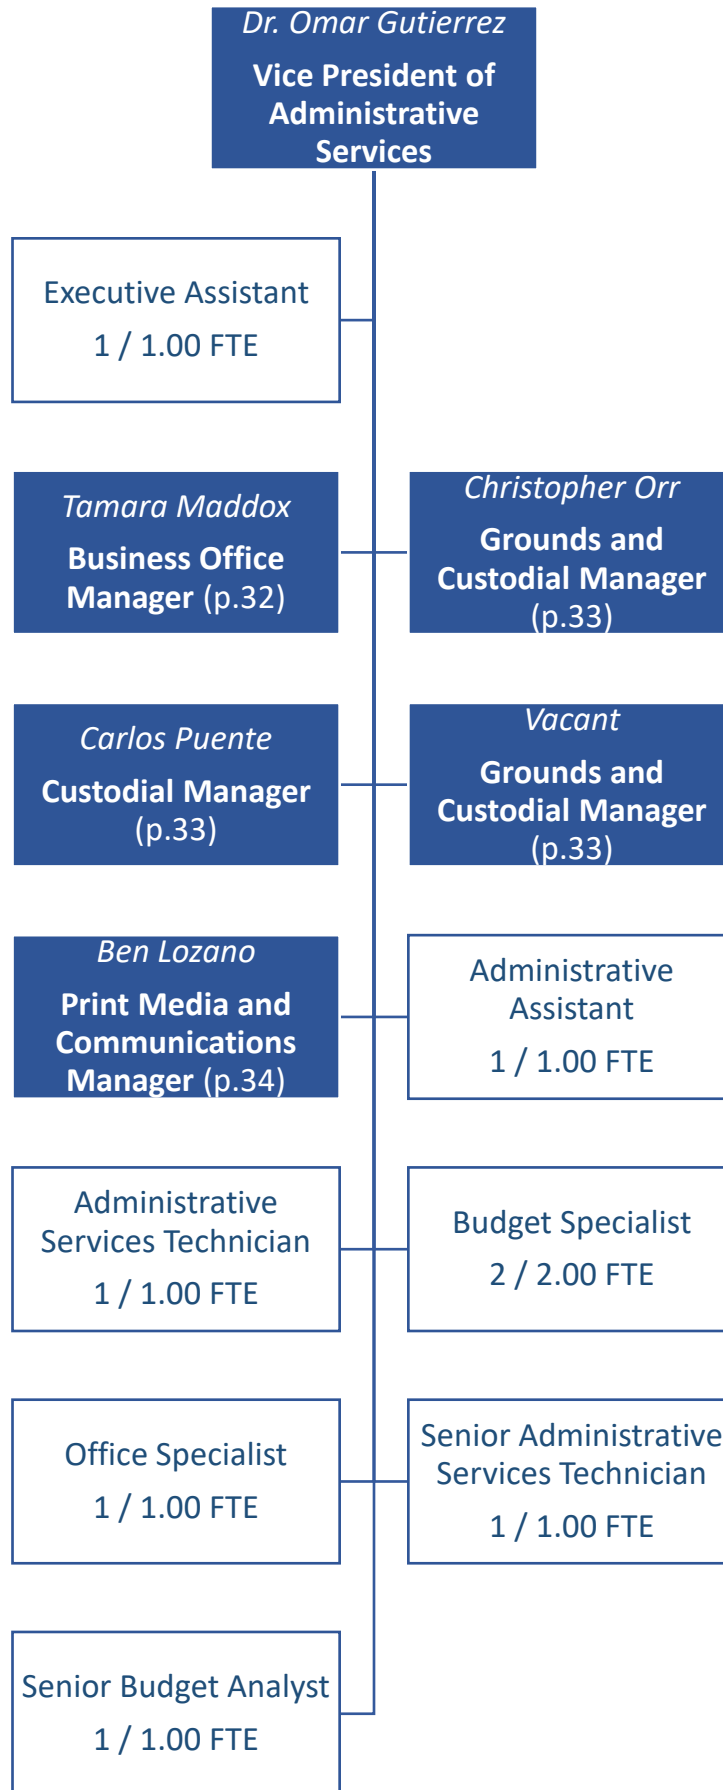 Dr. Omar Gutierrez
Vice President of
Administrative
Services
Executive Assistant
1 / 1.00 FTE
Tamara Maddox
Business Office
Manager (p.32)
Christopher Orr
Grounds and
Custodial Manager
(p.33)
Carlos Puente
Custodial Manager
(p.33)
Vacant
Grounds and
Custodial Manager
(p.33)
Ben Lozano
Print Media and
Communications
Manager (p.34)
Administrative
Assistant
1 / 1.00 FTE
Administrative
Services Technician
1 / 1.00 FTE
Budget Specialist
2 / 2.00 FTE
Office Specialist
1 / 1.00 FTE
Senior Administrative
Services Technician
1 / 1.00 FTE
Senior Budget Analyst
1 / 1.00 FTE